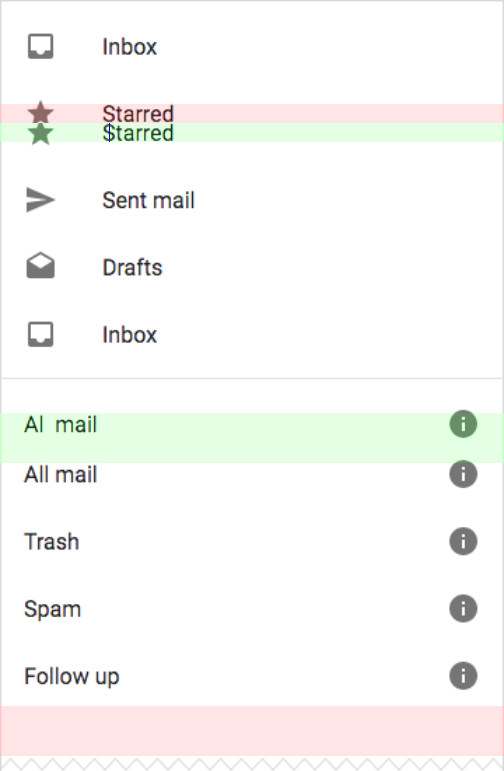 Inbox
Starred
Starred
Sent mail
Drafts
Inbox
Al mail
All mail
Trash
Spam
Follow up